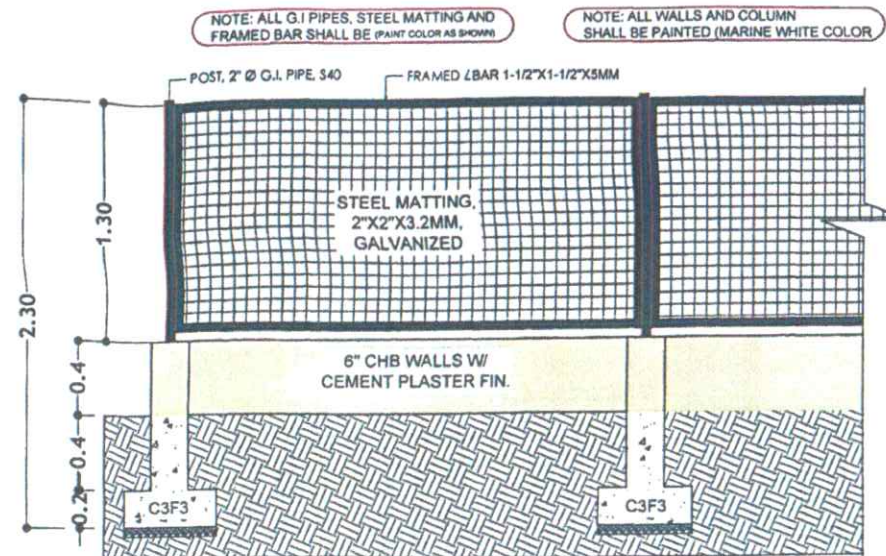 NOTE: ALL G.I PIPES, STEEL MATTING AND
FRAMED BAR SHALL BE (PAINT COLOR AS SHOWN)
NOTE: ALL WALLS AND COLUMN
SHALL BE PAINTED (MARINE WHITE COLOR
POST, 2" Ø G.I. PIPE, S40
FRAMED ∠BAR 1-1/2"X1-1/2"X5MM
STEEL MATTING,
2"X2"X3.2MM,
GALVANIZED
1.30
2.30
6" CHB WALLS W/
CEMENT PLASTER FIN.
0.4
0.4
0.2
C3F3
C3F3